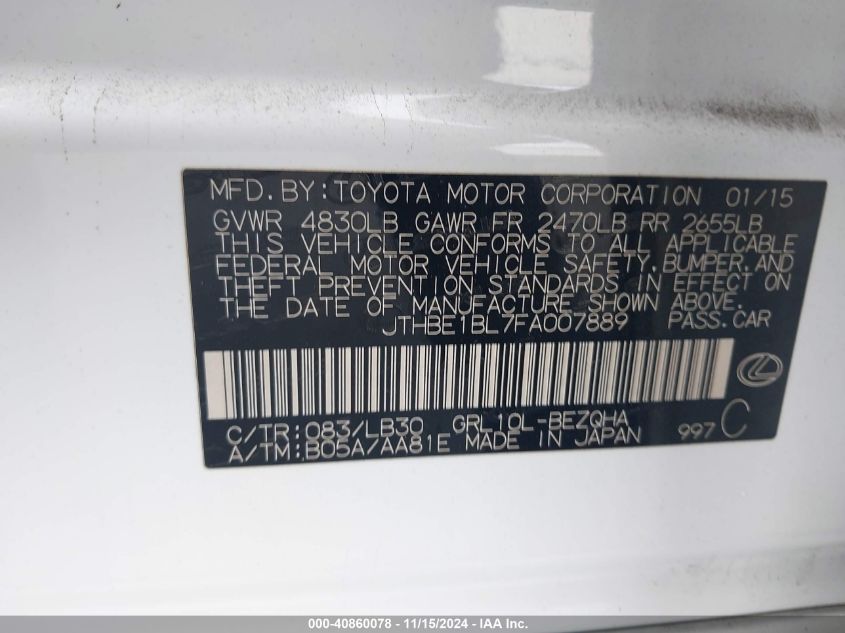 MFD.BY:TOYOTA MOTOR CORPORATION 01/15
GVWR 4830LB GAWR FR 2470LB RR 2655LB
THIS VEHICLE CONFORMS TO ALL APPLICABLE
FEDERAL MOTOR VEHICLE SAFETY,BUMPER,AND
THEFT PREVENTION STANDARDS IN EFFECT ON
THE DATE OF MANUFACTURE SHOWN ABOVE.
JTHBE1BL7FA007889 PASS.CAR
C/TR:083/LB30 GRL10L-BEZQHA
A/TM:B05A/AA81E MADE IN JAPAN 997 C
000-40860078 - 11/15/2024 - IAA Inc.